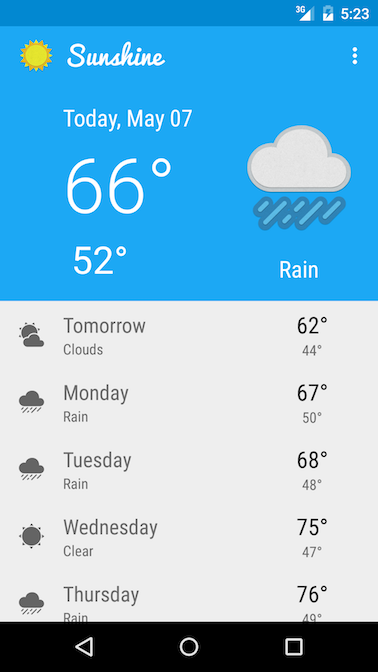 3G 5:23
Sunshine
Today, May 07
66°
52°
Rain
Tomorrow 62°
Clouds 44°
Monday 67°
Rain 50°
Tuesday 68°
Rain 48°
Wednesday 75°
Clear 47°
Thursday 76°
Rain 49°